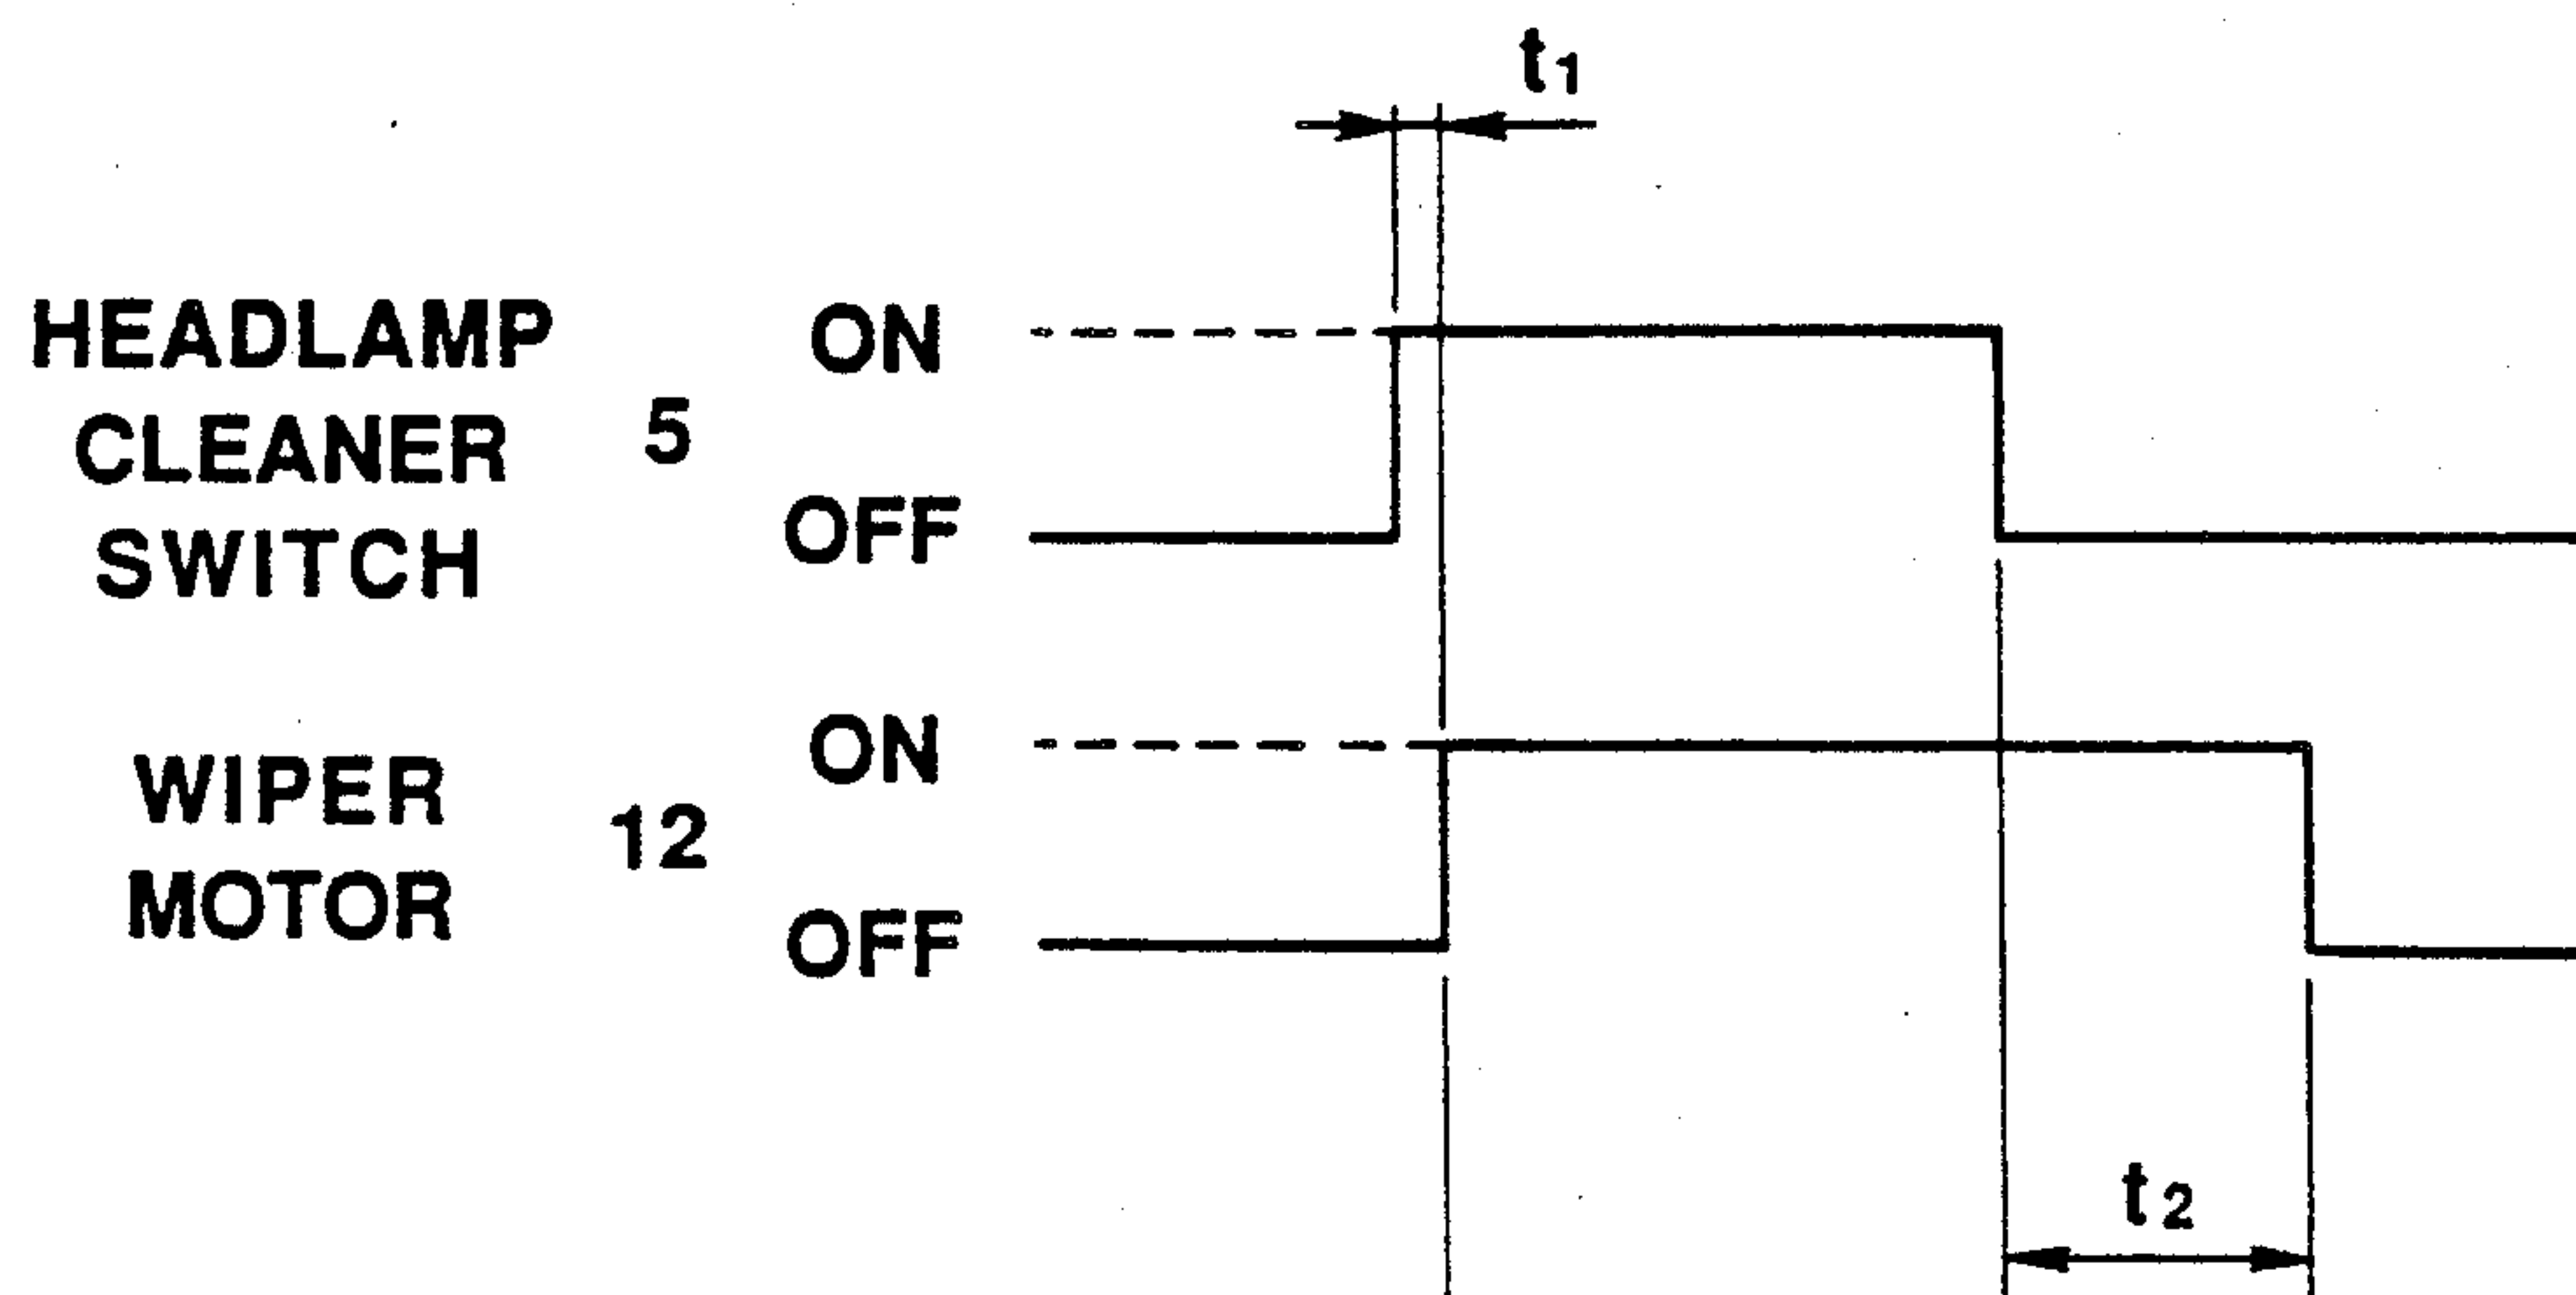 t1
HEADLAMP
CLEANER
SWITCH
5
ON
OFF
WIPER
MOTOR
12
ON
OFF
t2